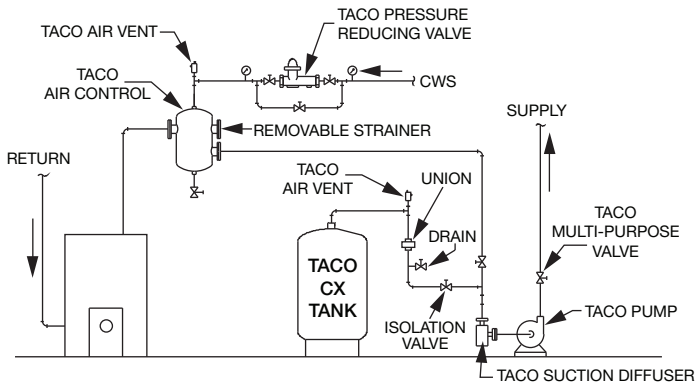 TACO AIR VENT
TACO PRESSURE
REDUCING VALVE
TACO
AIR CONTROL
CWS
SUPPLY
REMOVABLE STRAINER
RETURN
TACO
AIR VENT
UNION
TACO
MULTI-PURPOSE
VALVE
DRAIN
TACO
CX
TANK
ISOLATION
VALVE
TACO PUMP
TACO SUCTION DIFFUSER